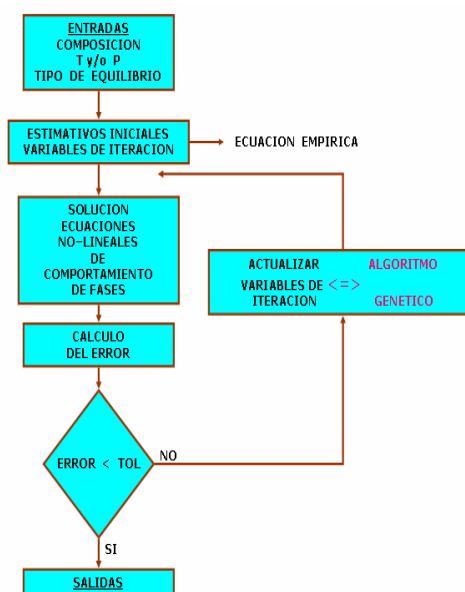 ENTRADAS
COMPOSICION
T y/o P
TIPO DE EQUILIBRIO
ESTIMATIVOS INICIALES
VARIABLES DE ITERACION
ECUACION EMPIRICA
SOLUCION
ECUACIONES
NO-LINEALES
DE
COMPORTAMIENTO
DE FASES
ACTUALIZAR ALGORITMO
VARIABLES DE <=>
ITERACION GENETICO
CALCULO
DEL ERROR
ERROR < TOL
NO
SI
SALIDAS